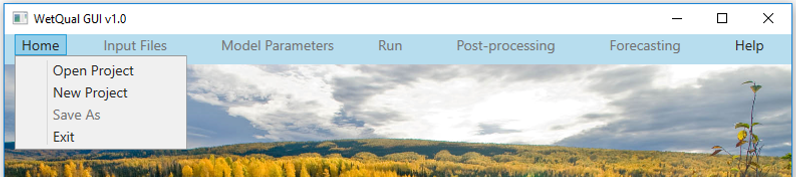 WetQual GUI v1.0
Home Input Files Model Parameters Run Post-processing Forecasting Help
Open Project
New Project
Save As
Exit